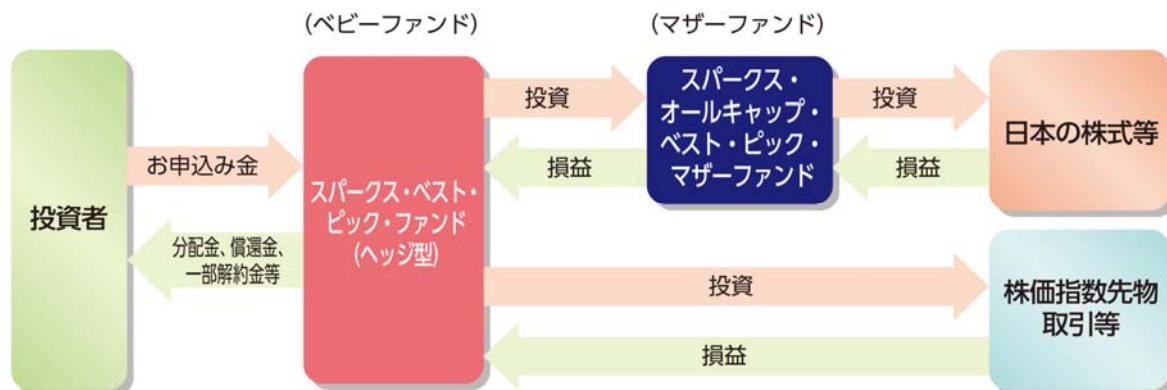 (ベビーファンド)
(マザーファンド)
投資者
お申込み金
分配金、償還金、
一部解約金等
スパークス・ベスト・
ピック・ファンド
(ヘッジ型)
投資
損益
スパークス・
オールキャップ・
ベスト・ピック・
マザーファンド
投資
損益
日本の株式等
投資
損益
株価指数先物
取引等